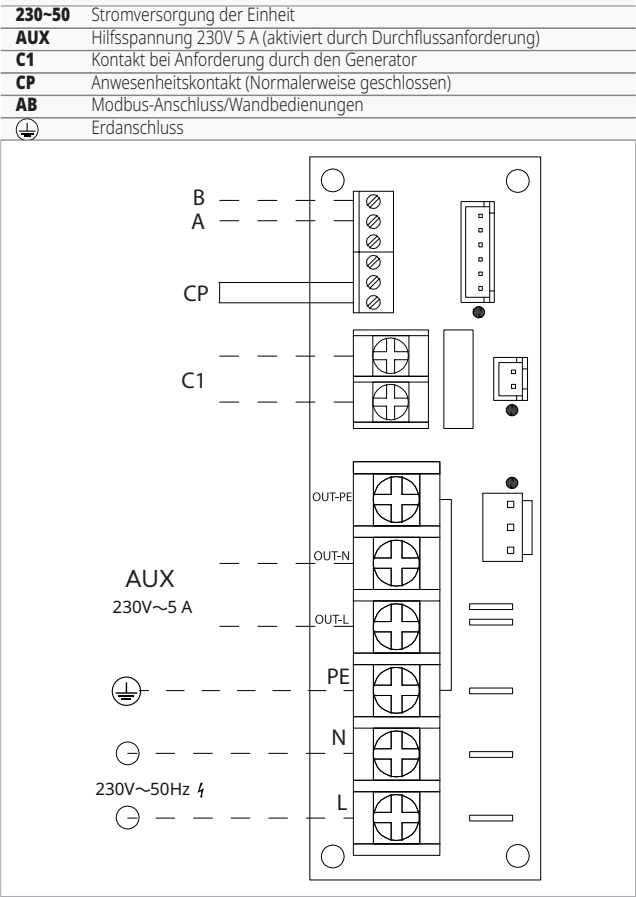 230~50 Stromversorgung der Einheit
AUX Hilfsspannung 230V 5 A (aktiviert durch Durchflussanforderung)
C1 Kontakt bei Anforderung durch den Generator
CP Anwesenheitskontakt (Normalerweise geschlossen)
AB Modbus-Anschluss/Wandbedienungen
Erdanschluss
B
A
CP
C1
OUT-PE
OUT-N
AUX
230V~5 A
OUT-L
PE
N
230V~50Hz
L